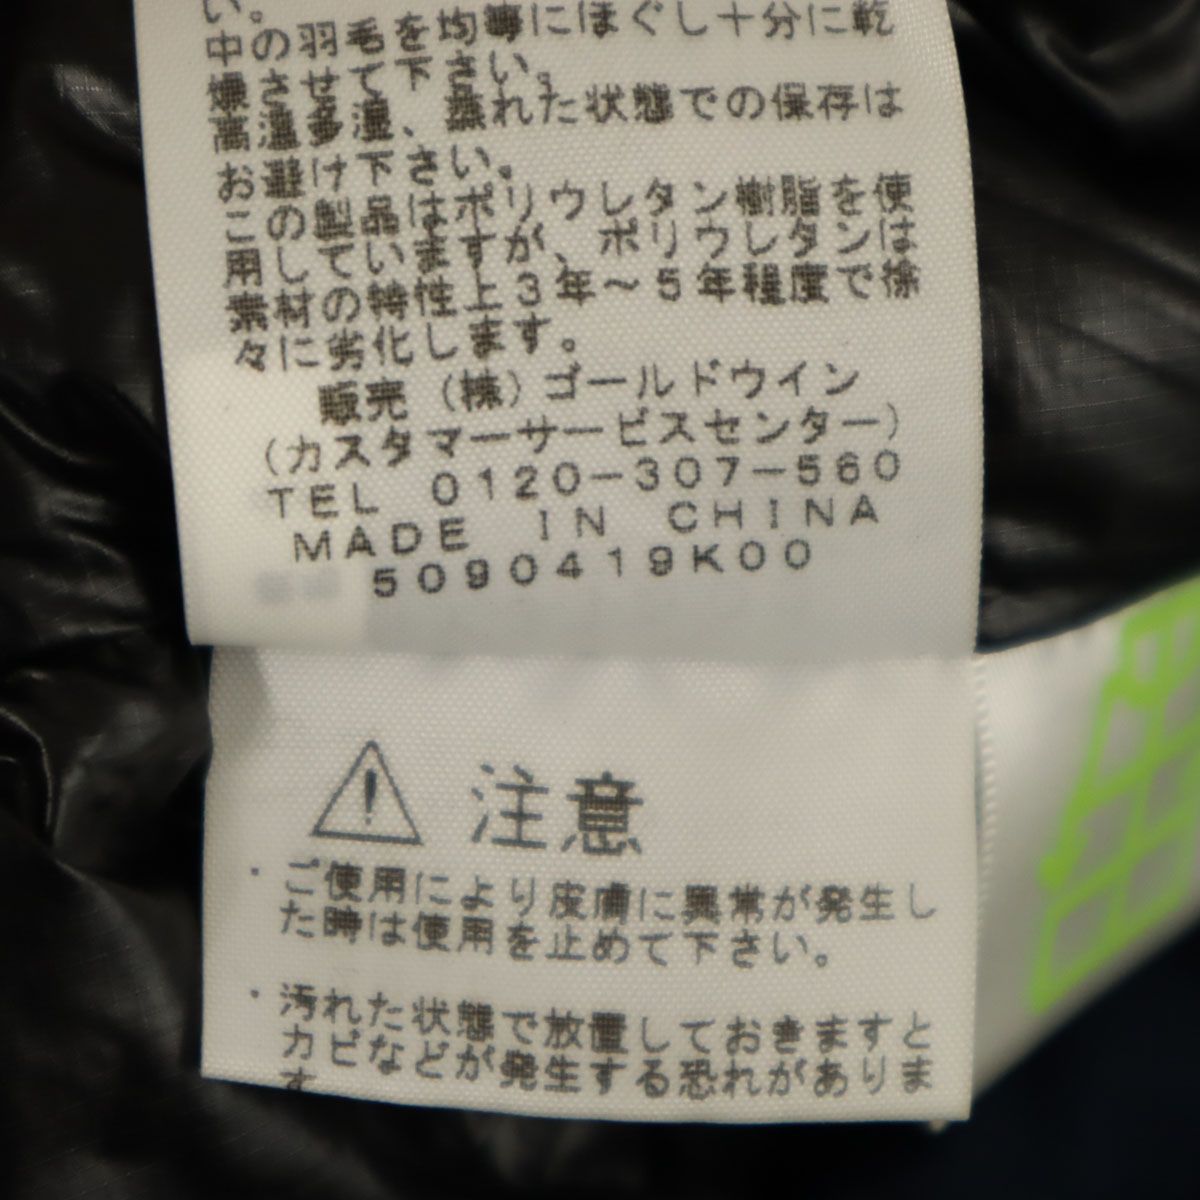 い。
中の羽毛を均等にほぐし十分に乾
燥させて下さい。
高温多湿、濡れた状態での保存は
お避け下さい。
この製品はポリウレタン樹脂を使
用していますが、ポリウレタンは
素材の特性上3年～5年程度で徐
々に劣化します。
販売（株）ゴールドウイン
（カスタマーサービスセンター）
TEL 0120-307-560
MADE IN CHINA
5090419K00
注意
・ご使用により皮膚に異常が発生し
た時は使用を止めて下さい。
・汚れた状態で放置しておきますと
カビなどが発生する恐れがありま
す